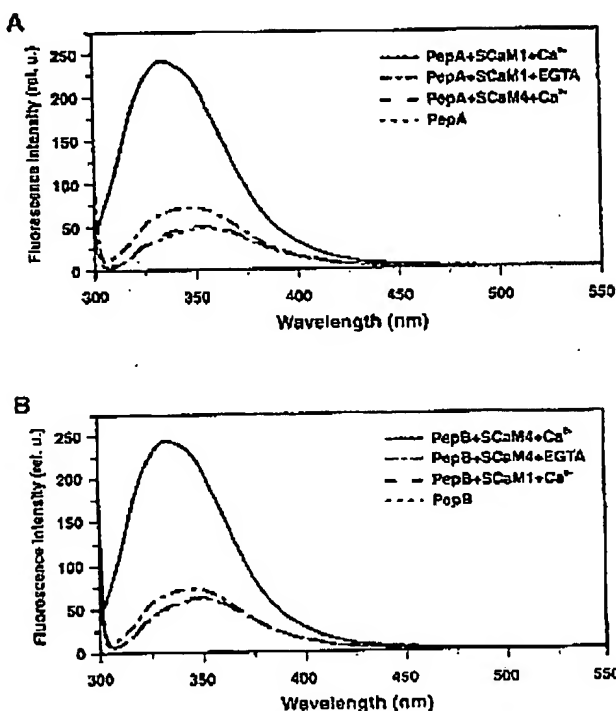 A
Fluorescence Intensity (rel. u.)
250
200
150
100
50
0
PepA+SCaM1+Ca²⁺
PepA+SCaM1+EGTA
PepA+SCaM4+Ca²⁺
PepA
300
350
400
450
500
550
Wavelength (nm)
B
Fluorescence Intensity (rel. u.)
250
200
150
100
50
0
PepB+SCaM4+Ca²⁺
PepB+SCaM4+EGTA
PepB+SCaM1+Ca²⁺
PepB
300
350
400
450
500
550
Wavelength (nm)